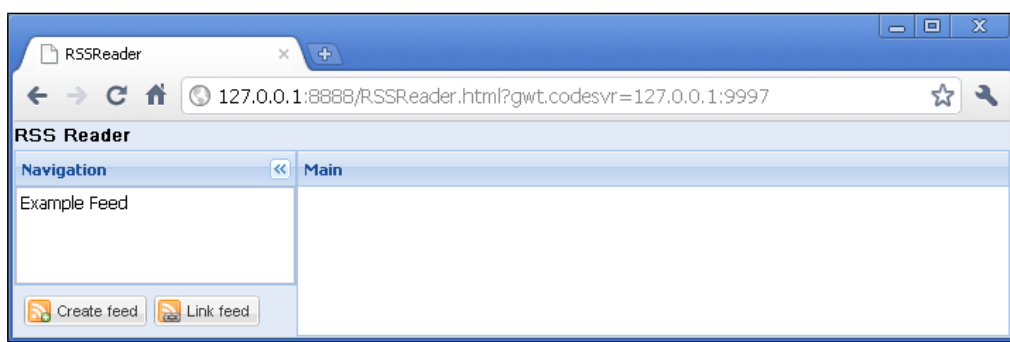 RSSReader
127.0.0.1:8888/RSSReader.html?gwt.codesvr=127.0.0.1:9997
RSS Reader
Navigation Main
Example Feed
Create feed Link feed